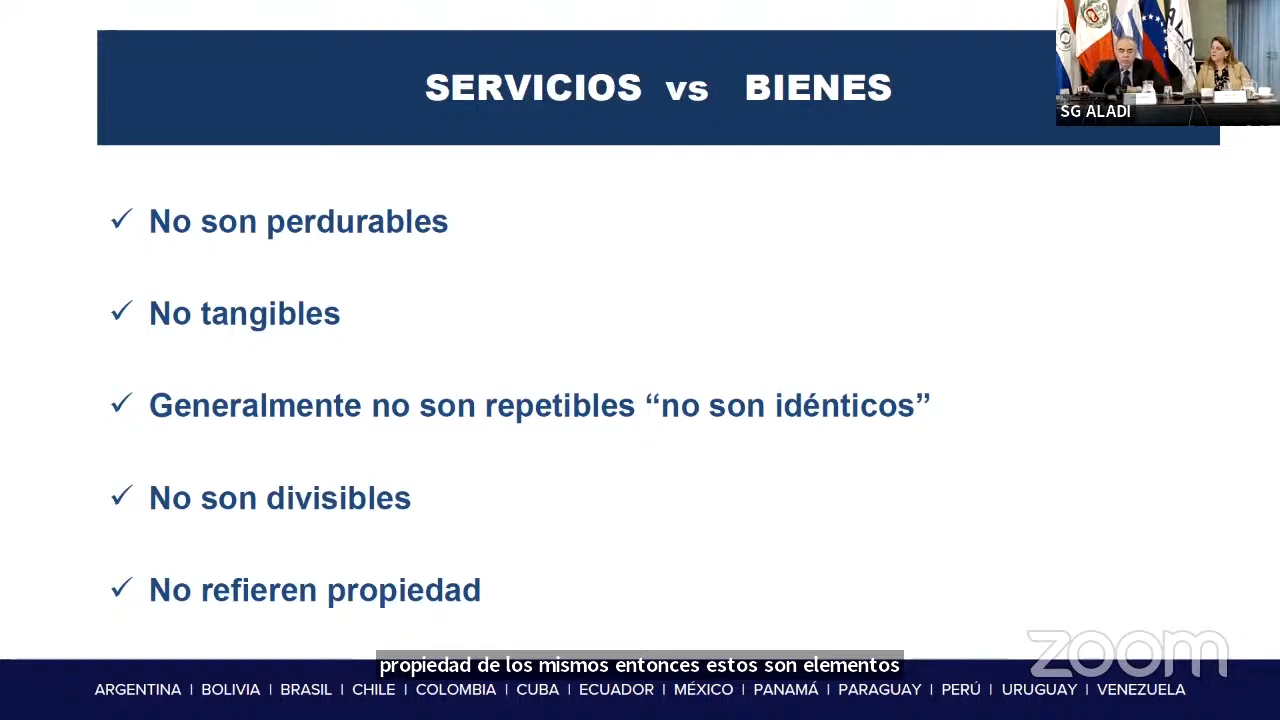 SERVICIOS vs BIENES
SG ALADI
✓ No son perdurables
✓ No tangibles
✓ Generalmente no son repetibles “no son idénticos”
✓ No son divisibles
✓ No refieren propiedad
zoom
propiedad de los mismos entonces estos son elementos
ARGENTINA | BOLIVIA | BRASIL | CHILE | COLOMBIA | CUBA | ECUADOR | MÉXICO | PANAMÁ | PARAGUAY | PERÚ | URUGUAY | VENEZUELA